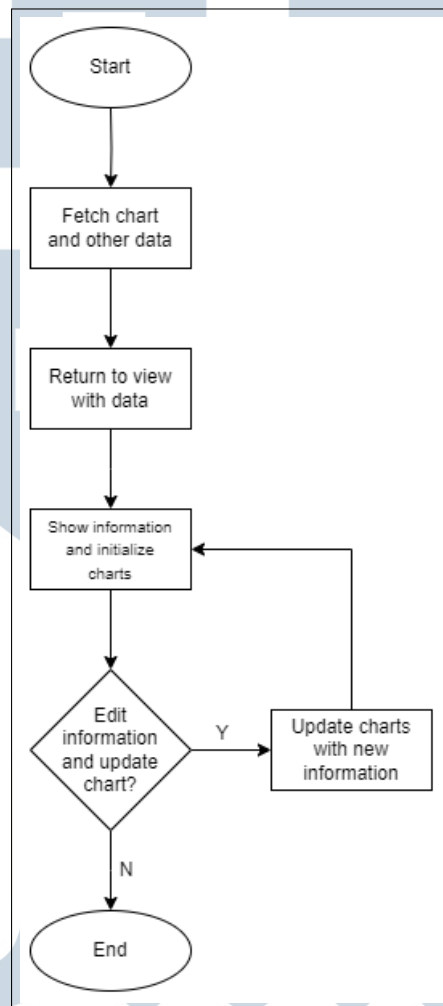 Start
Fetch chart
and other data
Return to view
with data
Show information
and initialize
charts
Edit
information
and update
chart?
Y
Update charts
with new
information
N
End